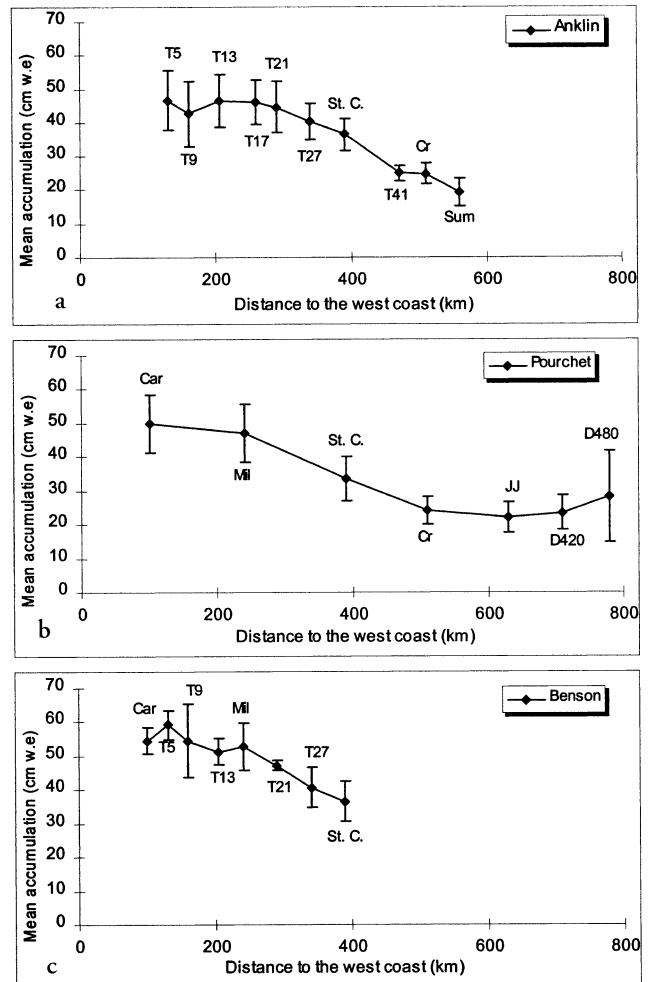 70
Anklin
60
T5 T13 T21
50
St. C.
40
T9 T17 T27
Cr
30
20
T41
Sum
10
0
0 200 400 600 800
Mean accumulation (cm w.e)
Distance to the west coast (km)
a
70
Pourchet
60
Car
50
St. C.
D480
40
Mil
30
JJ
20
Cr
D420
10
0
0 200 400 600 800
Mean accumulation (cm w.e)
Distance to the west coast (km)
b
70
T9
Benson
Car Mil
60
T5
T27
50
T13 T21
40
St. C.
30
20
10
0
0 200 400 600 800
Mean accumulation (cm w.e)
Distance to the west coast (km)
c